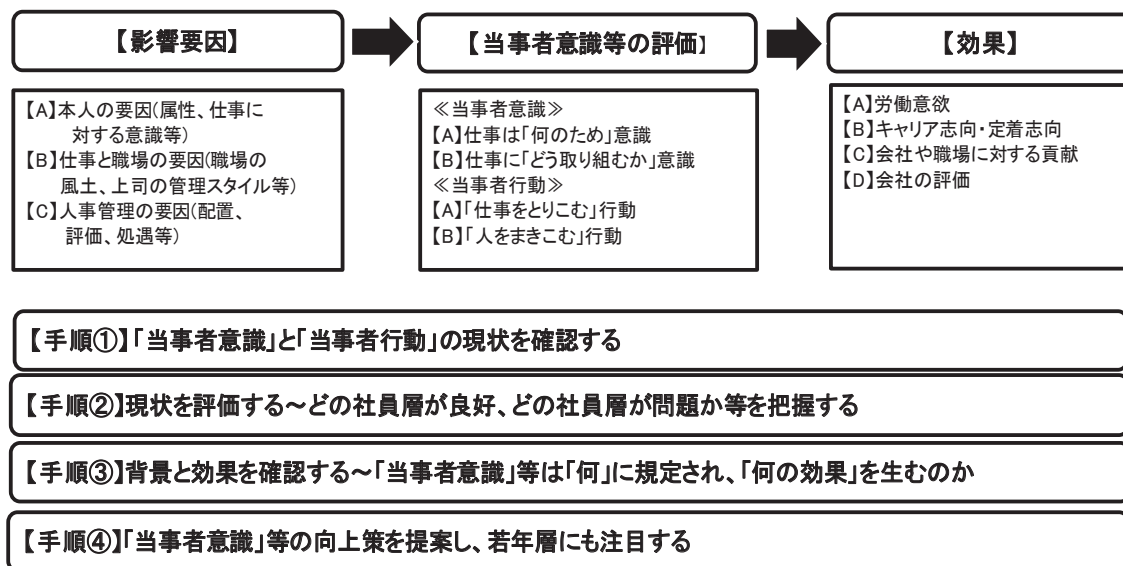 【影響要因】
【当事者意識等の評価】
【効果】
【A】本人の要因(属性、仕事に
対する意識等)
【B】仕事と職場の要因(職場の
風土、上司の管理スタイル等)
【C】人事管理の要因(配置、
評価、処遇等)
≪当事者意識≫
【A】仕事は「何のため」意識
【B】仕事に「どう取り組むか」意識
≪当事者行動≫
【A】「仕事をとりこむ」行動
【B】「人をまきこむ」行動
【A】労働意欲
【B】キャリア志向・定着志向
【C】会社や職場に対する貢献
【D】会社の評価
【手順①】「当事者意識」と「当事者行動」の現状を確認する
【手順②】現状を評価する～どの社員層が良好、どの社員層が問題か等を把握する
【手順③】背景と効果を確認する～「当事者意識」等は「何」に規定され、「何の効果」を生むのか
【手順④】「当事者意識」等の向上策を提案し、若年層にも注目する